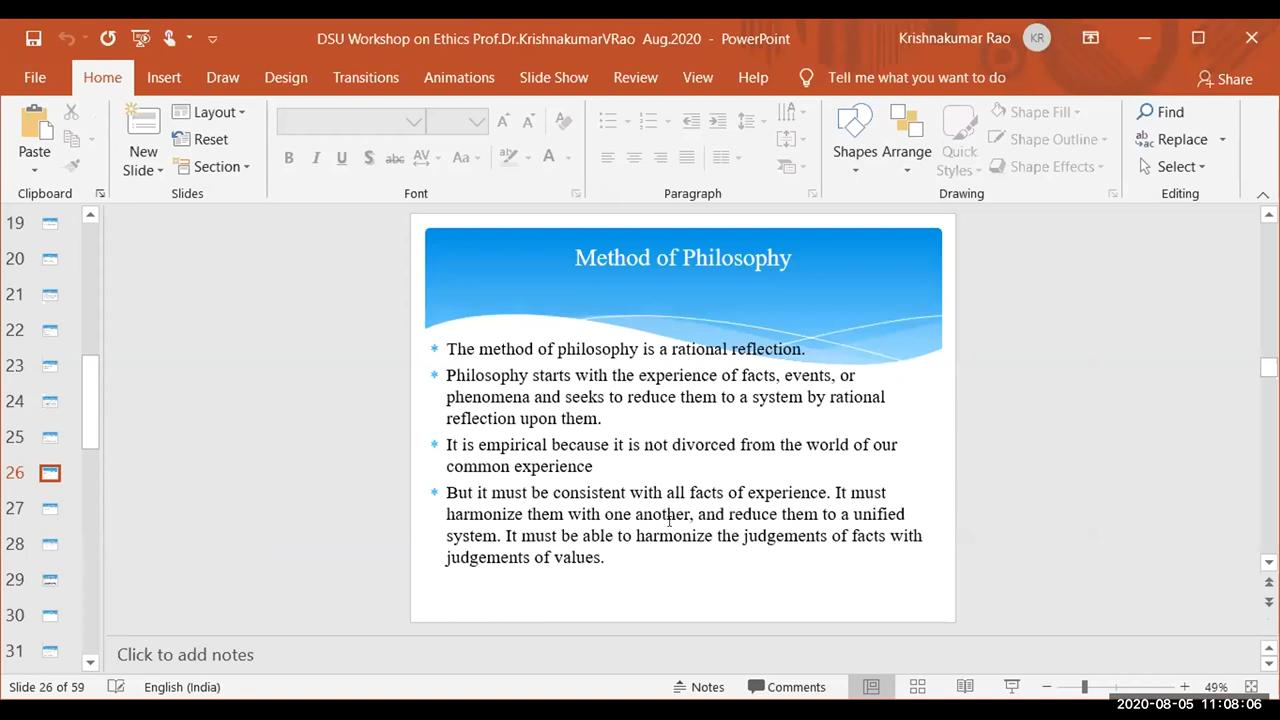 DSU Workshop on Ethics Prof.Dr.KrishnakumarVRao  Aug.2020  -  PowerPoint
Krishnakumar Rao
KR
File
Home
Insert
Draw
Design
Transitions
Animations
Slide Show
Review
View
Help
Tell me what you want to do
Share
Paste
New Slide
Layout
Reset
Section
Shapes
Arrange
Quick Styles
Shape Fill
Shape Outline
Shape Effects
Find
Replace
Select
Clipboard
Slides
Font
Paragraph
Drawing
Editing
19
20
21
22
23
24
25
26
27
28
29
30
31
Method of Philosophy
* The method of philosophy is a rational reflection.
* Philosophy starts with the experience of facts, events, or
phenomena and seeks to reduce them to a system by rational
reflection upon them.
* It is empirical because it is not divorced from the world of our
common experience
* But it must be consistent with all facts of experience. It must
harmonize them with one another, and reduce them to a unified
system. It must be able to harmonize the judgements of facts with
judgements of values.
Click to add notes
Slide 26 of 59
English (India)
Notes
Comments
49%
2020-08-05 11:08:06